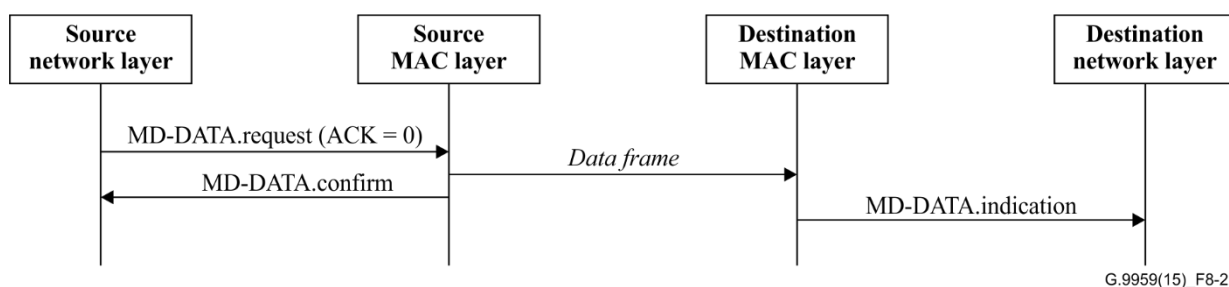 Source
network layer
Source
MAC layer
Destination
MAC layer
Destination
network layer
MD-DATA.request (ACK = 0)
Data frame
MD-DATA.confirm
MD-DATA.indication
G.9959(15)_F8-2